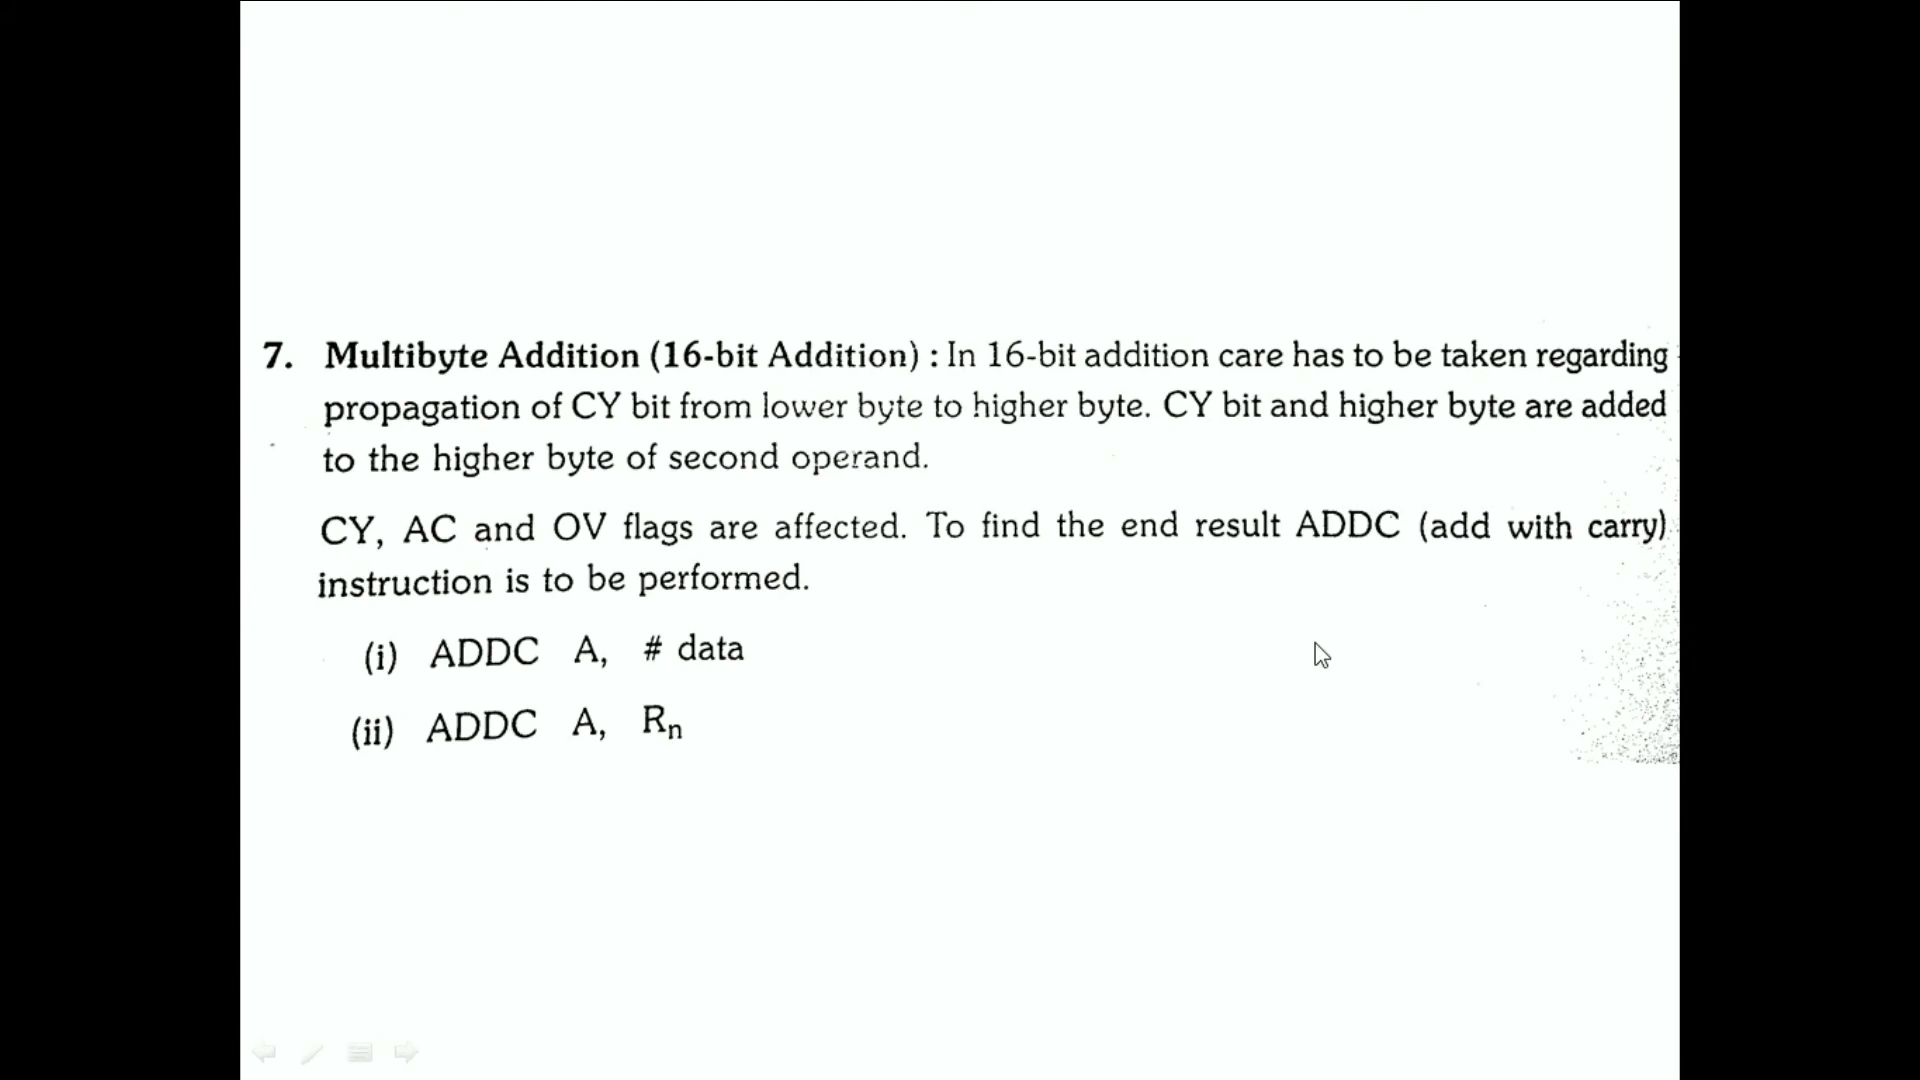 7. Multibyte Addition (16-bit Addition) : In 16-bit addition care has to be taken regarding
propagation of CY bit from lower byte to higher byte. CY bit and higher byte are added
to the higher byte of second operand.
CY, AC and OV flags are affected. To find the end result ADDC (add with carry)
instruction is to be performed.
(i) ADDC A, # data
(ii) ADDC A, Rn